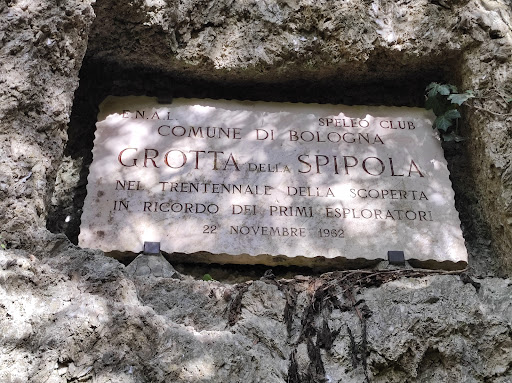 E.N.A.L. SPELEO CLUB
COMUNE DI BOLOGNA
GROTTA DELLA SPIPOLA
NEL TRENTENNALE DELLA SCOPERTA
IN RICORDO DEI PRIMI ESPLORATORI
22 NOVEMBRE 1962